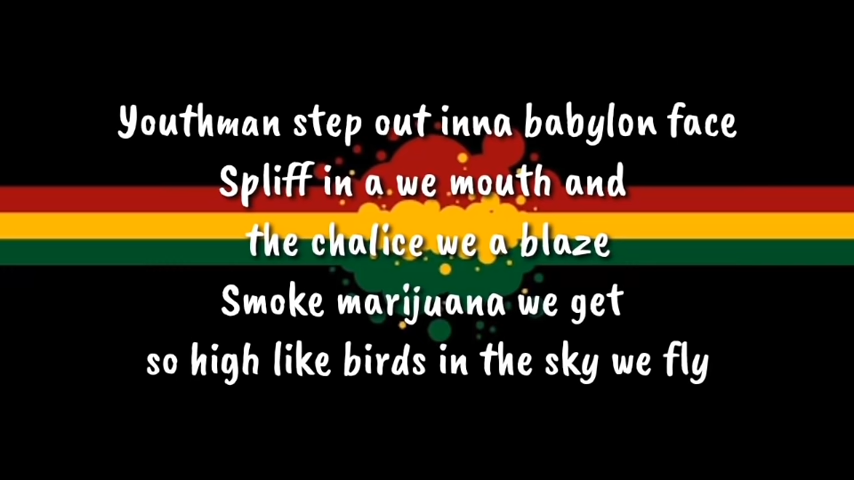 Youthman step out inna babylon face
Spliff in a we mouth and
the chalice we a blaze
Smoke marijuana we get
so high like birds in the sky we fly